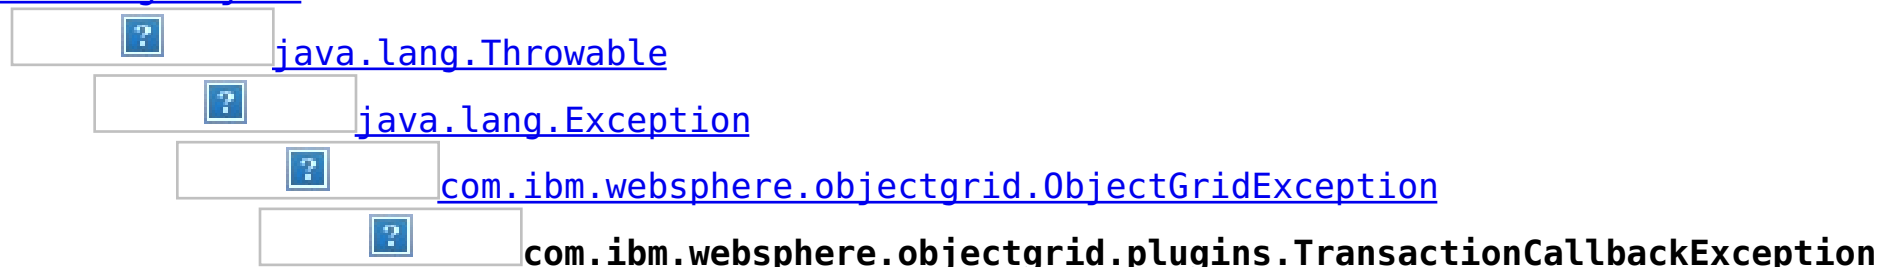 java.lang.Throwable
java.lang.Exception
com.ibm.websphere.objectgrid.ObjectGridException
com.ibm.websphere.objectgrid.plugins.TransactionCallbackException